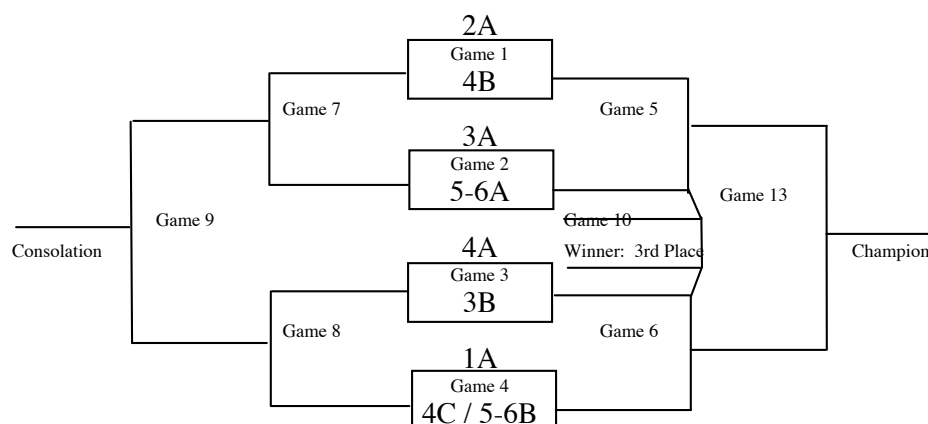 2A
Game 1
4B
Game 7
Game 5
3A
Game 2
5-6A
Game 13
Game 9
Game 10
Consolation
Winner: 3rd Place
Champion
4A
Game 3
3B
Game 8
Game 6
1A
Game 4
4C / 5-6B